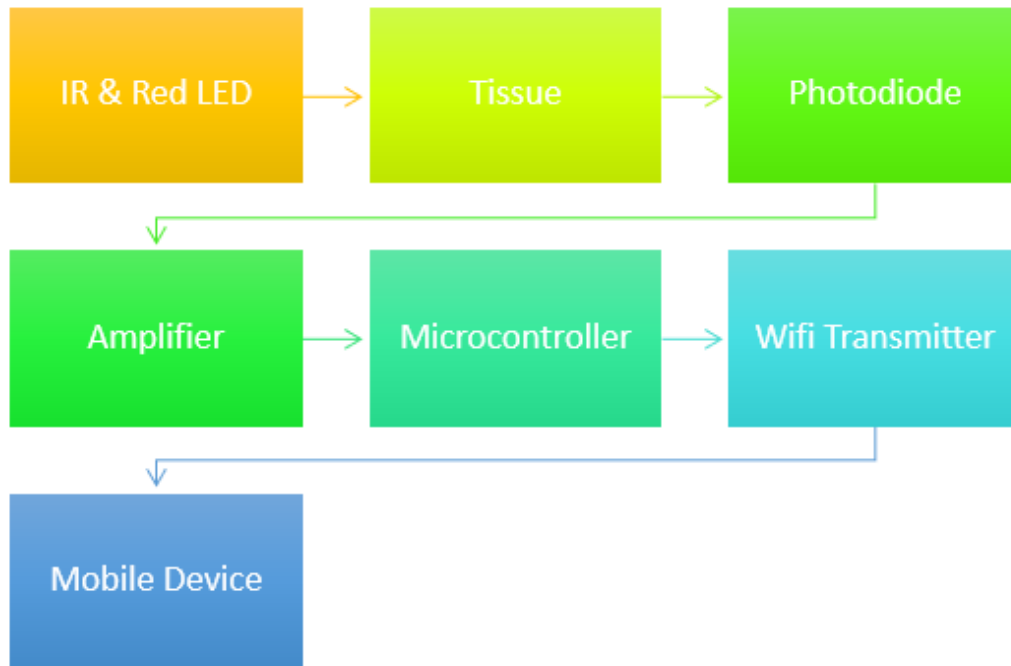 IR & Red LED
Tissue
Photodiode
Amplifier
Microcontroller
Wifi Transmitter
Mobile Device